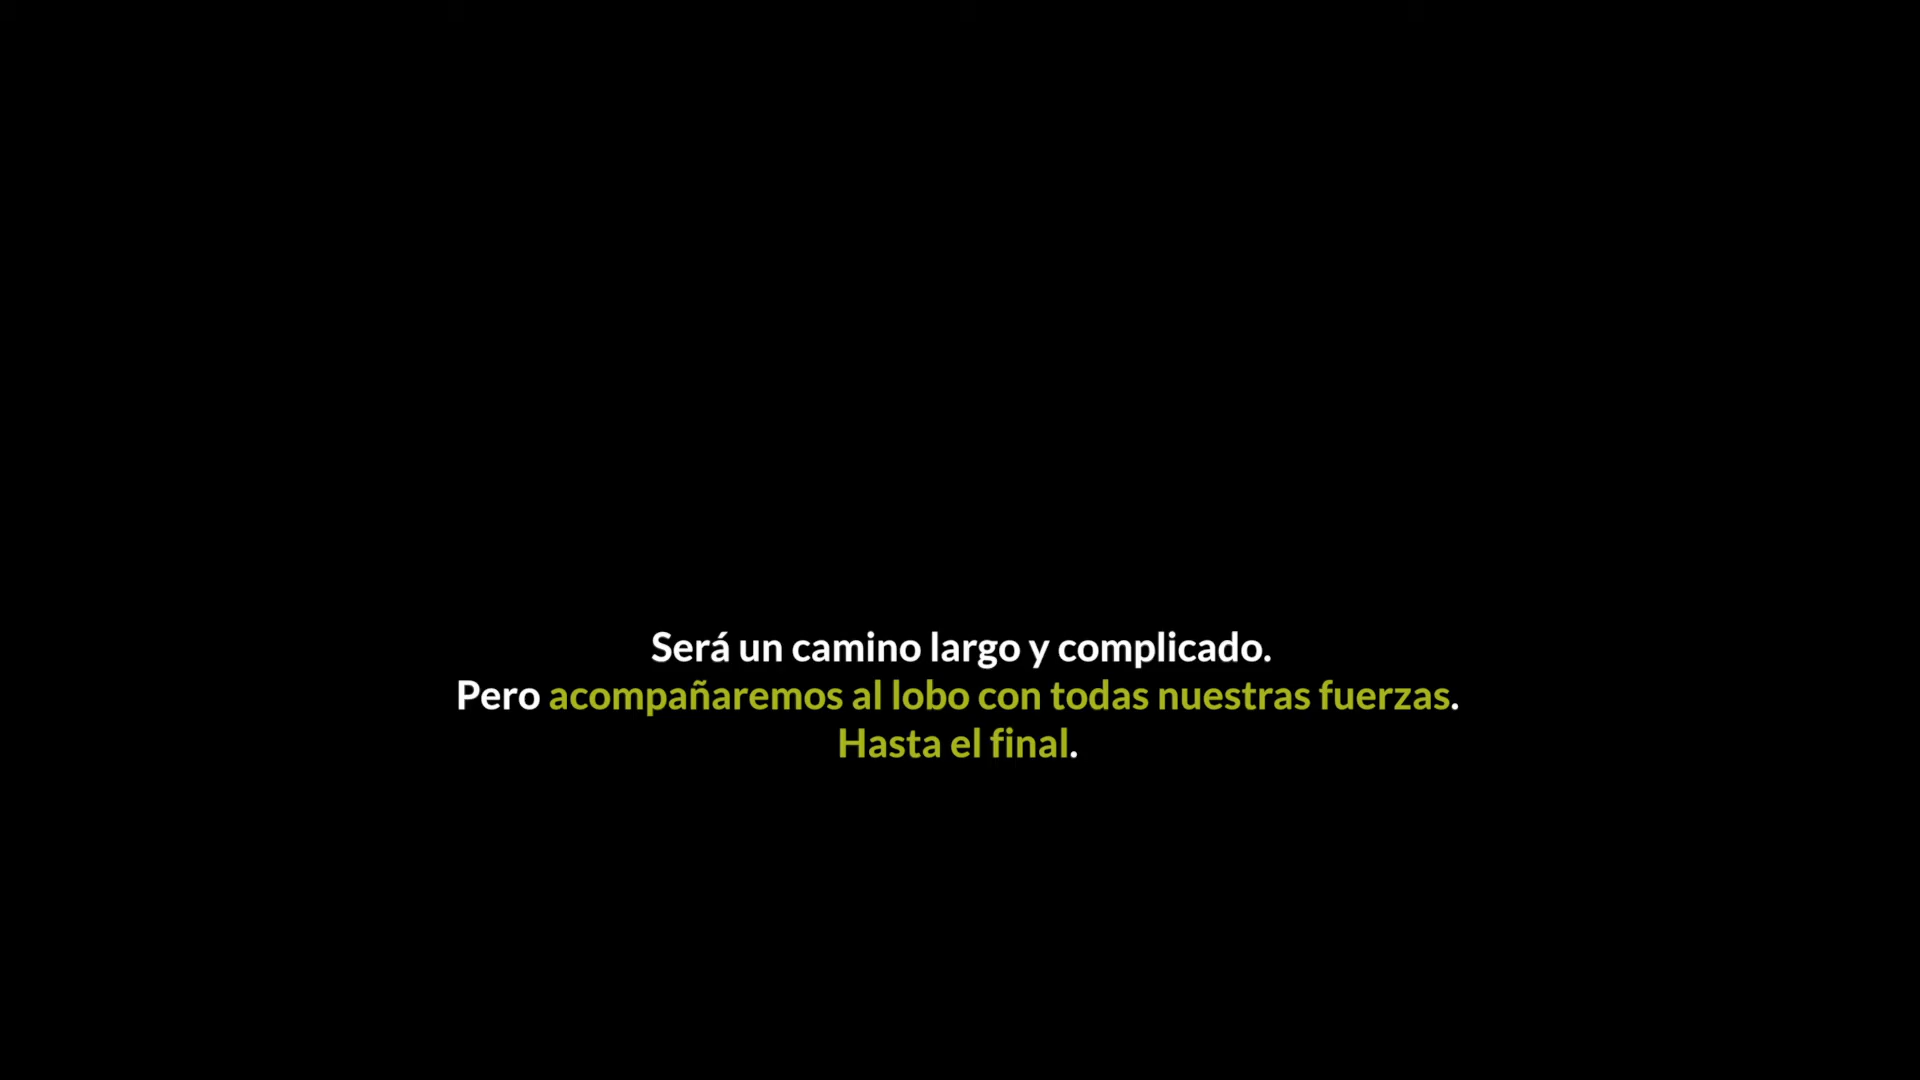 Será un camino largo y complicado.
Pero acompañaremos al lobo con todas nuestras fuerzas.
Hasta el final.